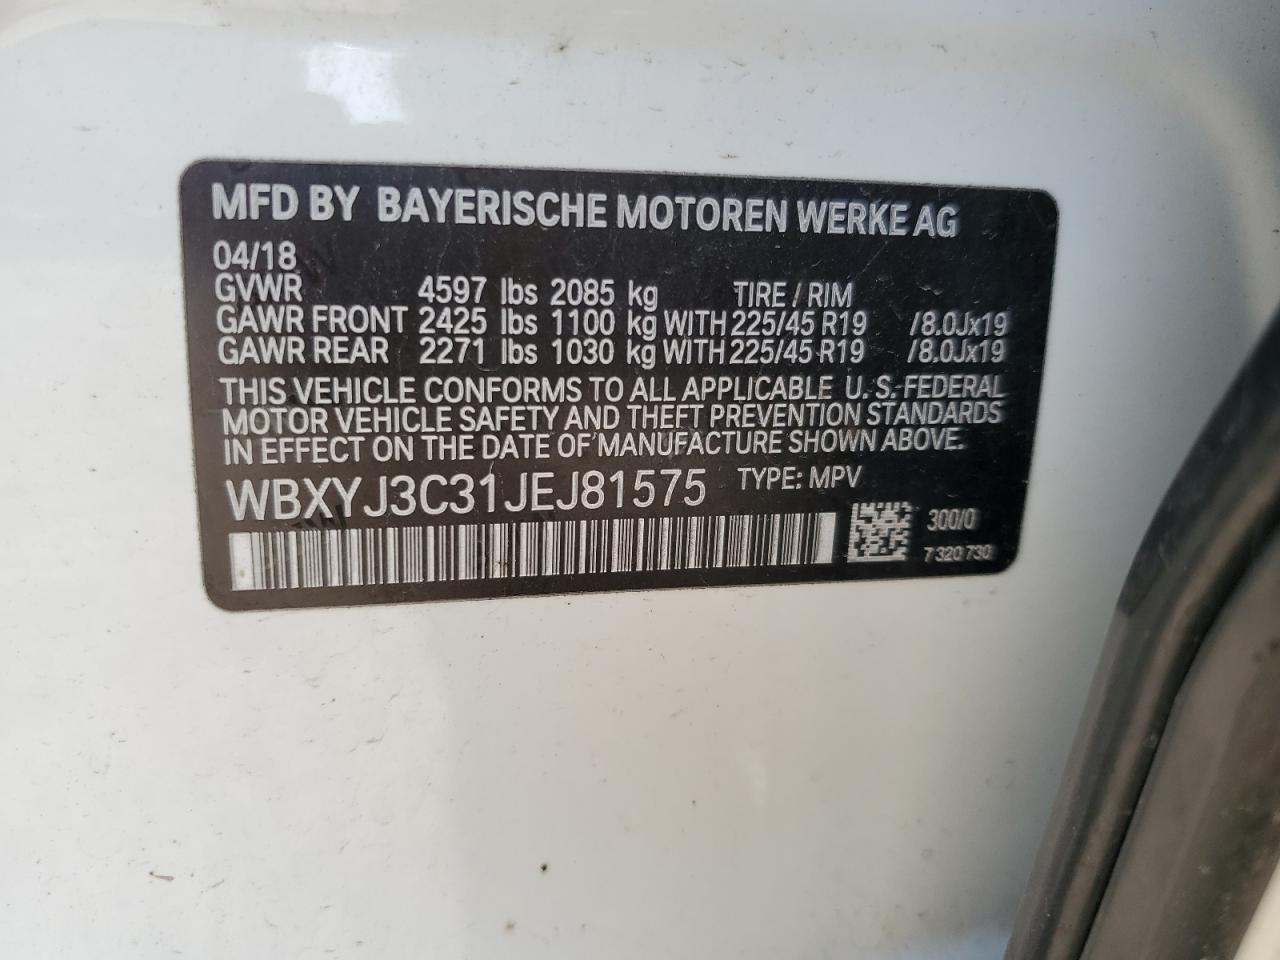 MFD BY BAYERISCHE MOTOREN WERKE AG
04/18
GVWR 4597 lbs 2085 kg TIRE / RIM
GAWR FRONT 2425 lbs 1100 kg WITH 225/45 R19 /8.0Jx19
GAWR REAR 2271 lbs 1030 kg WITH 225/45 R19 /8.0Jx19
THIS VEHICLE CONFORMS TO ALL APPLICABLE U.S. FEDERAL
MOTOR VEHICLE SAFETY AND THEFT PREVENTION STANDARDS
IN EFFECT ON THE DATE OF MANUFACTURE SHOWN ABOVE.
WBXYJ3C31JEJ81575 TYPE: MPV
300/0
7 320 730